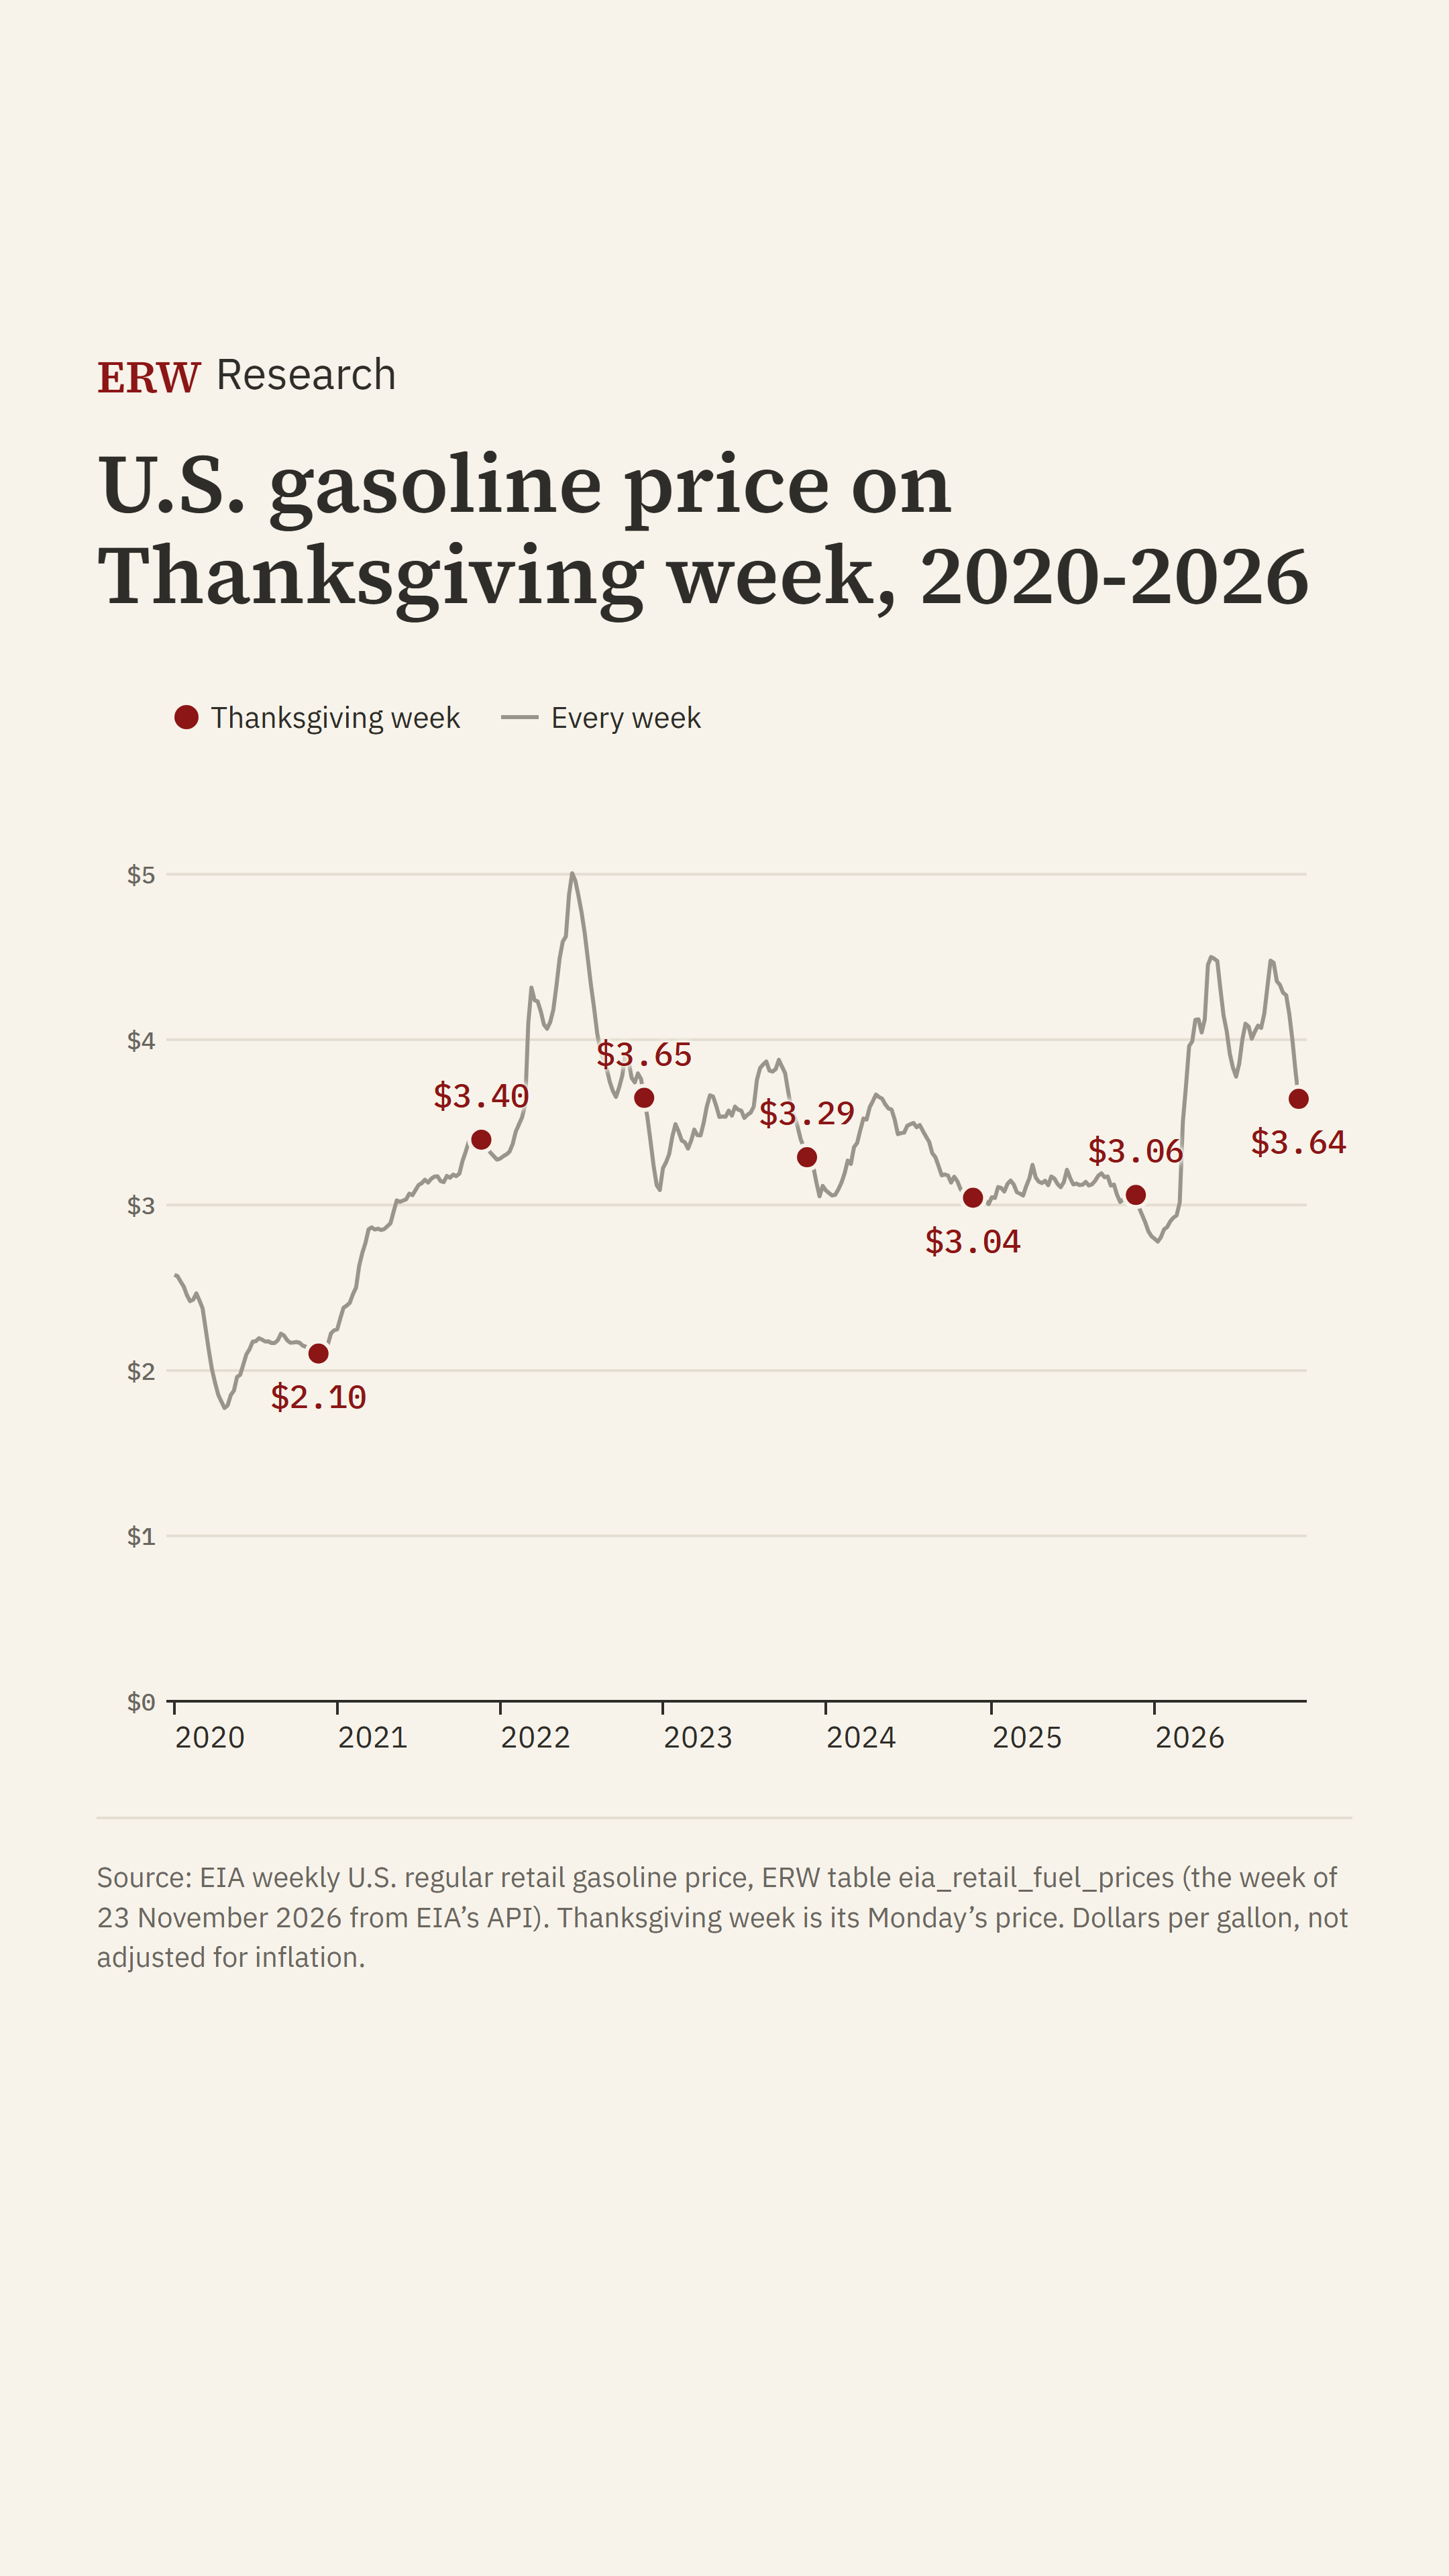 ERW Research
U.S. gasoline price on
Thanksgiving week, 2020-2026
Thanksgiving week Every week
$5
$4
$3
$2
$1
$0
$2.10
$3.40
$3.65
$3.29
$3.04
$3.06
$3.64
2020 2021 2022 2023 2024 2025 2026
Source: EIA weekly U.S. regular retail gasoline price, ERW table eia_retail_fuel_prices (the week of
23 November 2026 from EIA’s API). Thanksgiving week is its Monday’s price. Dollars per gallon, not
adjusted for inflation.